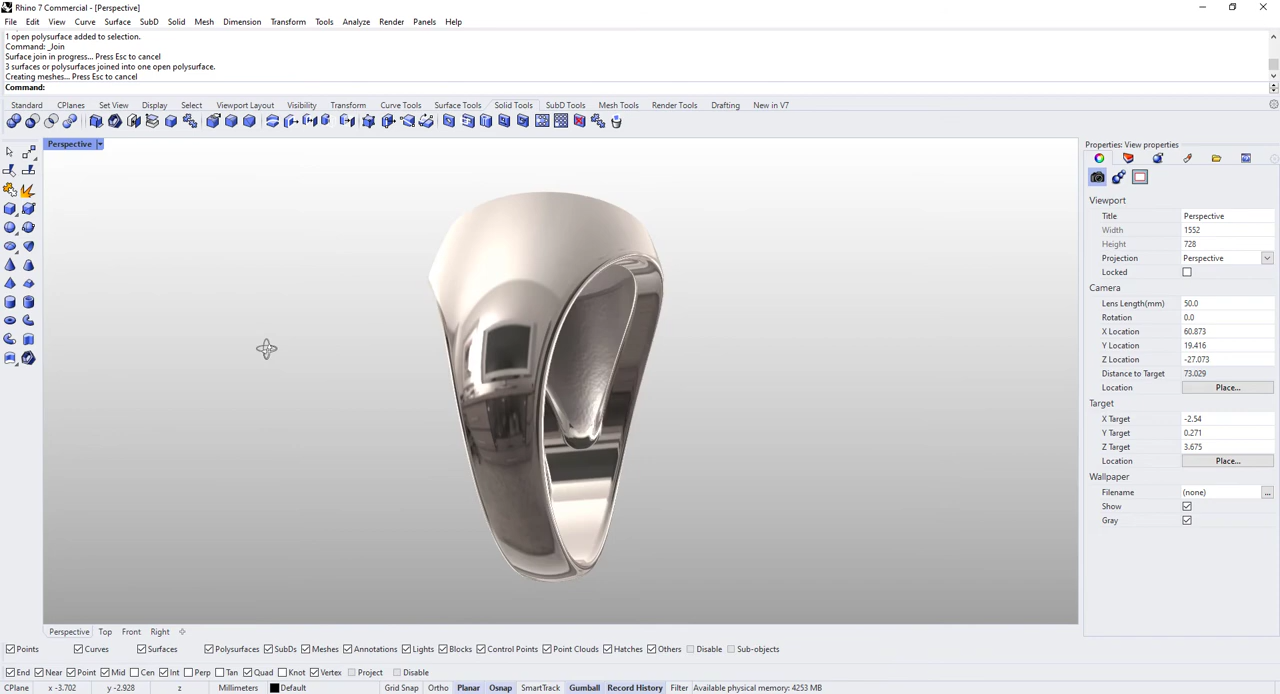 Rhino 7 Commercial - [Perspective]
File Edit View Curve Surface SubD Solid Mesh Dimension Transform Tools Analyze Render Panels Help
1 open polysurface added to selection.
Command: _Join
Surface join in progress... Press Esc to cancel
3 surfaces or polysurfaces joined into one open polysurface.
Creating meshes... Press Esc to cancel
Command:
Standard CPlanes Set View Display Select Viewport Layout Visibility Transform Curve Tools Surface Tools Solid Tools SubD Tools Mesh Tools Render Tools Drafting New in V7
Perspective
Properties: View properties
Viewport
Title Perspective
Width 1552
Height 728
Projection Perspective
Locked
Camera
Lens Length(mm) 50.0
Rotation 0.0
X Location 60.873
Y Location 19.416
Z Location -27.073
Distance to Target 73.029
Location Place...
Target
X Target -2.54
Y Target 0.271
Z Target 3.675
Location Place...
Wallpaper
Filename (none) ...
Show
Gray
Perspective Top Front Right
Points Curves Surfaces Polysurfaces SubDs Meshes Annotations Lights Blocks Control Points Point Clouds Hatches Others Disable Sub-objects
End Near Point Mid Cen Int Perp Tan Quad Knot Vertex Project Disable
CPlane x -3.702 y -2.928 z Millimeters Default Grid Snap Ortho Planar Osnap SmartTrack Gumball Record History Filter Available physical memory: 4253 MB